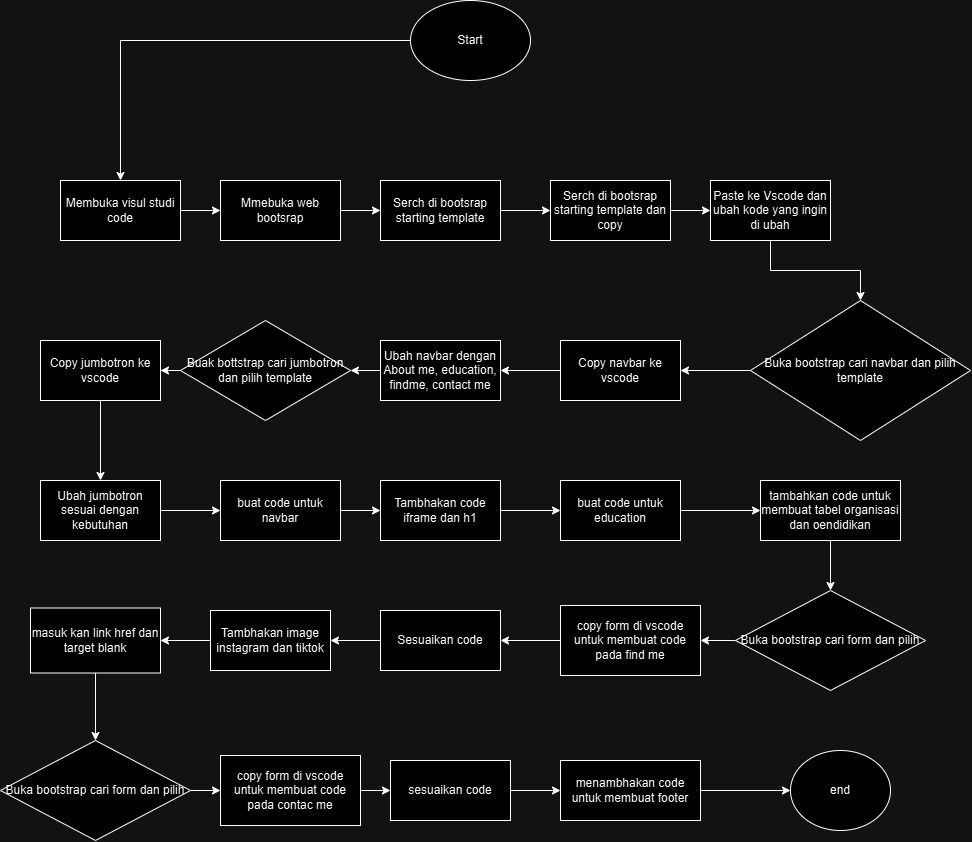 Start
Membuka visul studi
code
Mmebuka web
bootsrap
Serch di bootsrap
starting template
Serch di bootsrap
starting template dan
copy
Paste ke Vscode dan
ubah kode yang ingin
di ubah
Buka bootstrap cari navbar dan pilih
template
Copy navbar ke
vscode
Ubah navbar dengan
About me, education,
findme, contact me
Buak bottstrap cari jumbotron
dan pilih template
Copy jumbotron ke
vscode
Ubah jumbotron
sesuai dengan
kebutuhan
buat code untuk
navbar
Tambhakan code
iframe dan h1
buat code untuk
education
tambahkan code untuk
membuat tabel organisasi
dan oendidikan
Buka bootstrap cari form dan pilih
copy form di vscode
untuk membuat code
pada find me
Sesuaikan code
Tambhakan image
instagram dan tiktok
masuk kan link href dan
target blank
Buka bootstrap cari form dan pilih
copy form di vscode
untuk membuat code
pada contac me
sesuaikan code
menambhakan code
untuk membuat footer
end